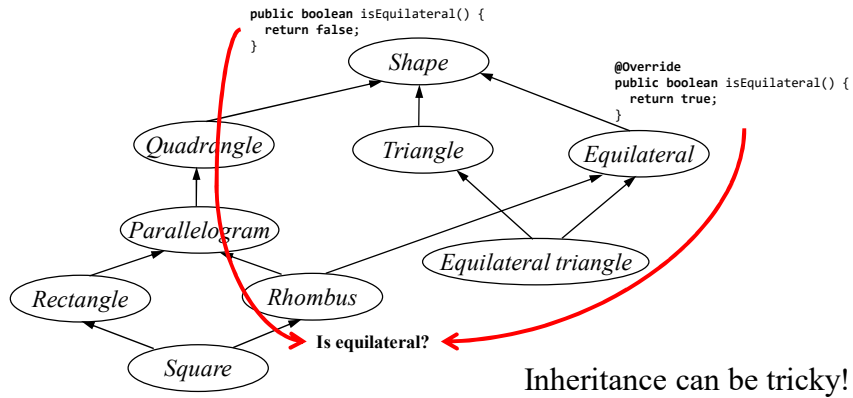 public boolean isEquilateral() {
  return false;
}
Shape
@Override
public boolean isEquilateral() {
  return true;
}
Quadrangle
Triangle
Equilateral
Parallelogram
Equilateral triangle
Rectangle
Rhombus
Is equilateral?
Square
Inheritance can be tricky!